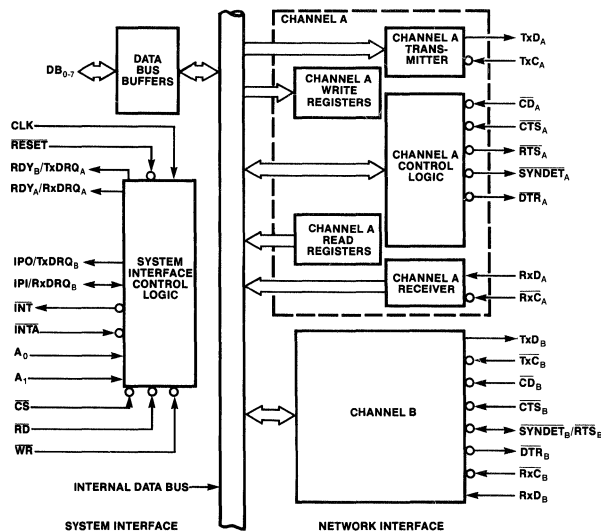 CHANNEL A
DATA
BUS
BUFFERS
DB0-7
CHANNEL A
TRANS-
MITTER
TxDA
TxCA
CHANNEL A
WRITE
REGISTERS
CLK
RESET
RDYB/TxDRQA
RDYA/RxDRQA
CHANNEL A
CONTROL
LOGIC
CDA
CTSA
RTSA
SYNDETA
DTRA
SYSTEM
INTERFACE
CONTROL
LOGIC
IPO/TxDRQB
IPI/RxDRQB
INT
INTA
A0
A1
CS
RD
WR
CHANNEL A
READ
REGISTERS
CHANNEL A
RECEIVER
RxDA
RxCA
CHANNEL B
TxDB
TxCB
CDB
CTSB
SYNDETB/RTSB
DTRB
RxCB
RxDB
INTERNAL DATA BUS
SYSTEM INTERFACE
NETWORK INTERFACE